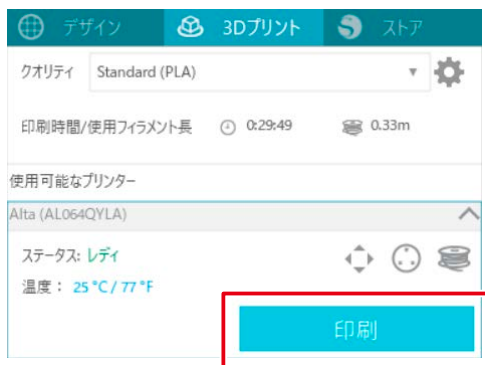 デザイン 3Dプリント ストア
クオリティ Standard (PLA)
印刷時間/使用フィラメント長 0:29:49 0.33m
使用可能なプリンター
Alta (AL064QYLA)
ステータス: レディ
温度： 25 °C / 77 °F
印刷